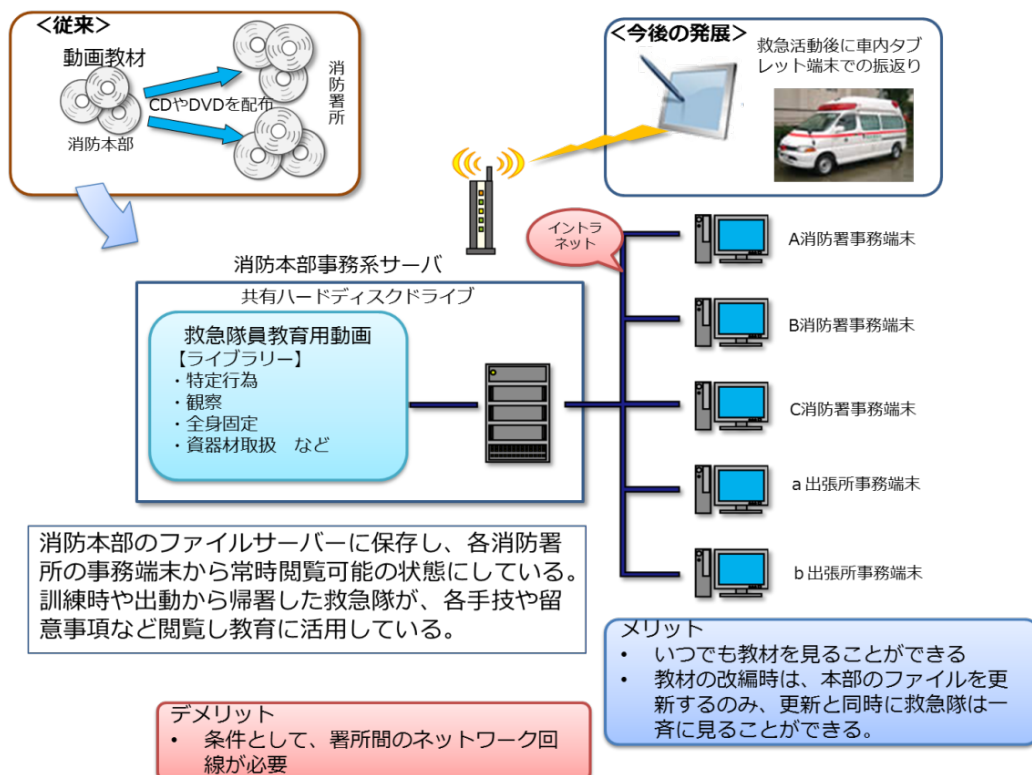 <従来>
動画教材
CDやDVDを配布
消防本部
消防署所
<今後の発展>
救急活動後に車内タブ
レット端末での振返り
イントラ
ネット
消防本部事務系サーバ
共有ハードディスクドライブ
救急隊員教育用動画
【ライブラリー】
・特定行為
・観察
・全身固定
・資器材取扱　など
A消防署事務端末
B消防署事務端末
C消防署事務端末
a出張所事務端末
b出張所事務端末
消防本部のファイルサーバーに保存し、各消防署
所の事務端末から常時閲覧可能の状態にしている。
訓練時や出動から帰署した救急隊が、各手技や留
意事項など閲覧し教育に活用している。
メリット
• いつでも教材を見ることができる
• 教材の改編時は、本部のファイルを更
新するのみ、更新と同時に救急隊は一
斉に見ることができる。
デメリット
• 条件として、署所間のネットワーク回
線が必要